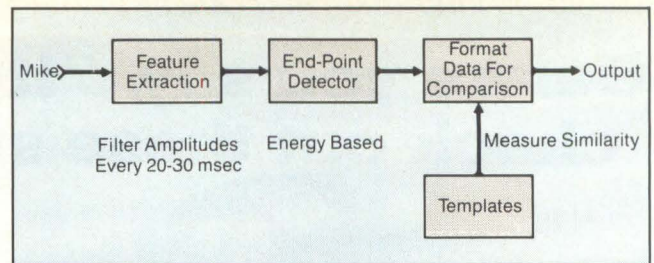 Mike
Feature
Extraction
End-Point
Detector
Format
Data For
Comparison
Output
Filter Amplitudes
Every 20-30 msec
Energy Based
Measure Similarity
Templates